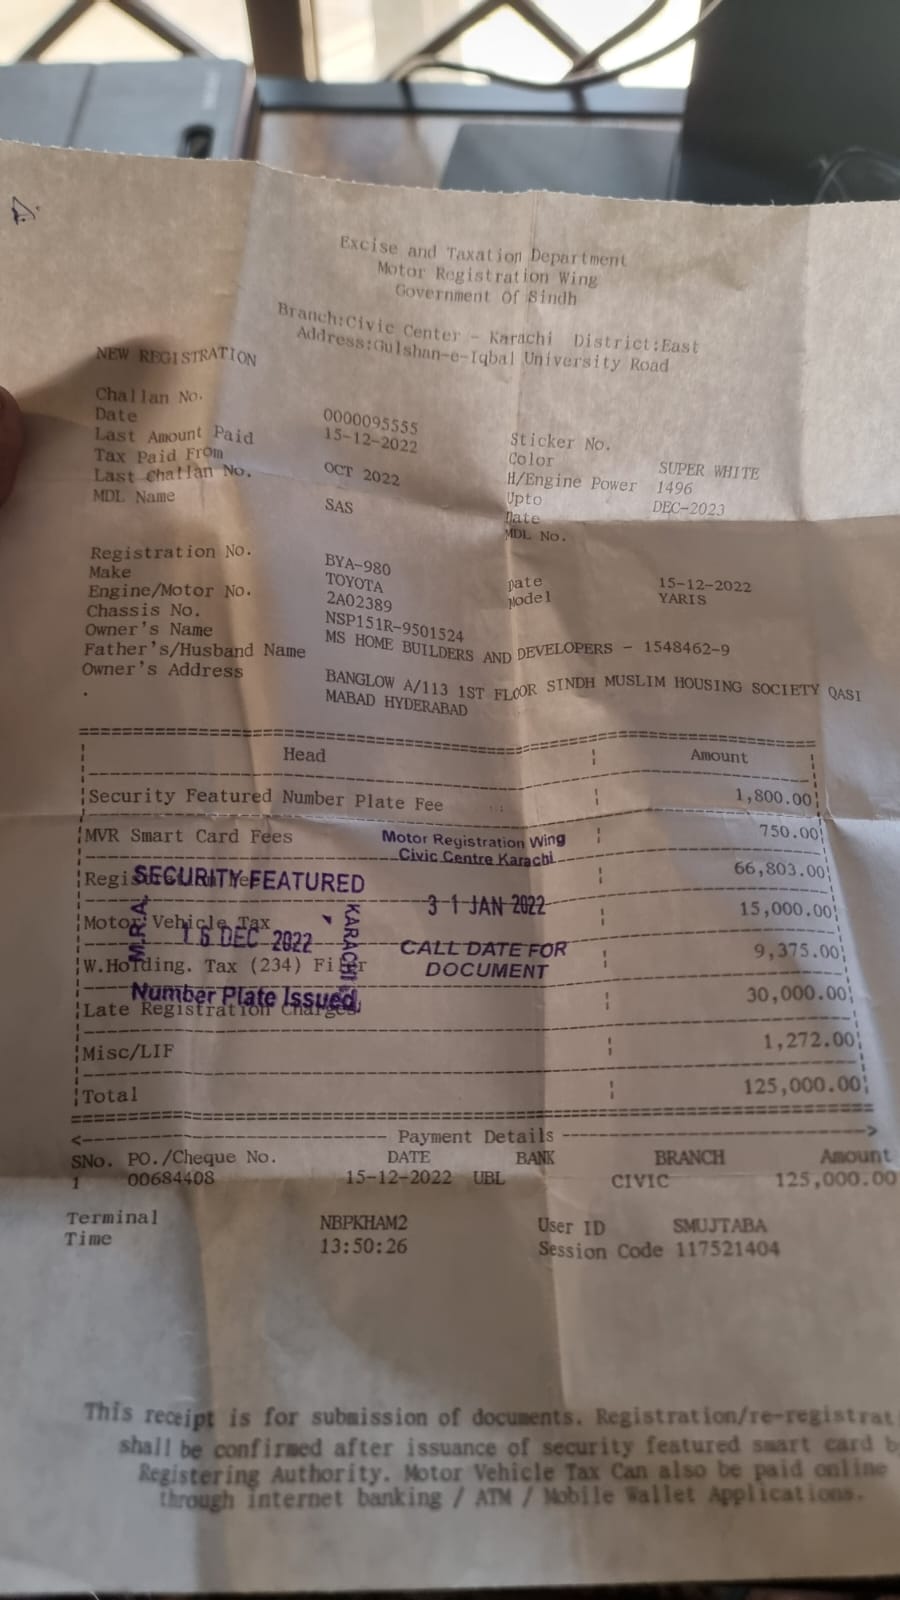 Excise and Taxation Department
Motor Registration Wing
Government Of Sindh
Branch:Civic Center - Karachi District:East
Address:Gulshan-e-Iqbal University Road
NEW REGISTRATION
Challan No. 0000095555 Sticker No.
Date 15-12-2022 Color SUPER WHITE
Last Amount Paid H/Engine Power 1496
Tax Paid From OCT 2022 Upto DEC-2023
Last Challan No. Date
MDL Name SAS MDL No.
Registration No. BYA-980 Date 15-12-2022
Make TOYOTA Model YARIS
Engine/Motor No. 2A02389
Chassis No. NSP151R-9501524
Owner's Name MS HOME BUILDERS AND DEVELOPERS - 1548462-9
Father's/Husband Name
Owner's Address BANGLOW A/113 1ST FLOOR SINDH MUSLIM HOUSING SOCIETY QASI
MABAD HYDERABAD
Head Amount
Security Featured Number Plate Fee 1,800.00
MVR Smart Card Fees 750.00
Motor Registration Wing
Civic Centre Karachi
66,803.00
SECURITY FEATURED
31 JAN 2022
Motor Vehicle Tax 15,000.00
M.R.A. KARACHI
15 DEC 2022
CALL DATE FOR
DOCUMENT
W.Holding. Tax (234) Filer 9,375.00
Number Plate Issued
Late Registration Charges 30,000.00
Misc/LIF 1,272.00
Total 125,000.00
Payment Details
SNo. PO./Cheque No. DATE BANK BRANCH Amount
1 00684408 15-12-2022 UBL CIVIC 125,000.00
Terminal NBPKHAM2 User ID SMUJTABA
Time 13:50:26 Session Code 117521404
This receipt is for submission of documents. Registration/re-registrat
shall be confirmed after issuance of security featured smart card b
Registering Authority. Motor Vehicle Tax Can also be paid online
through internet banking / ATM / Mobile Wallet Applications.